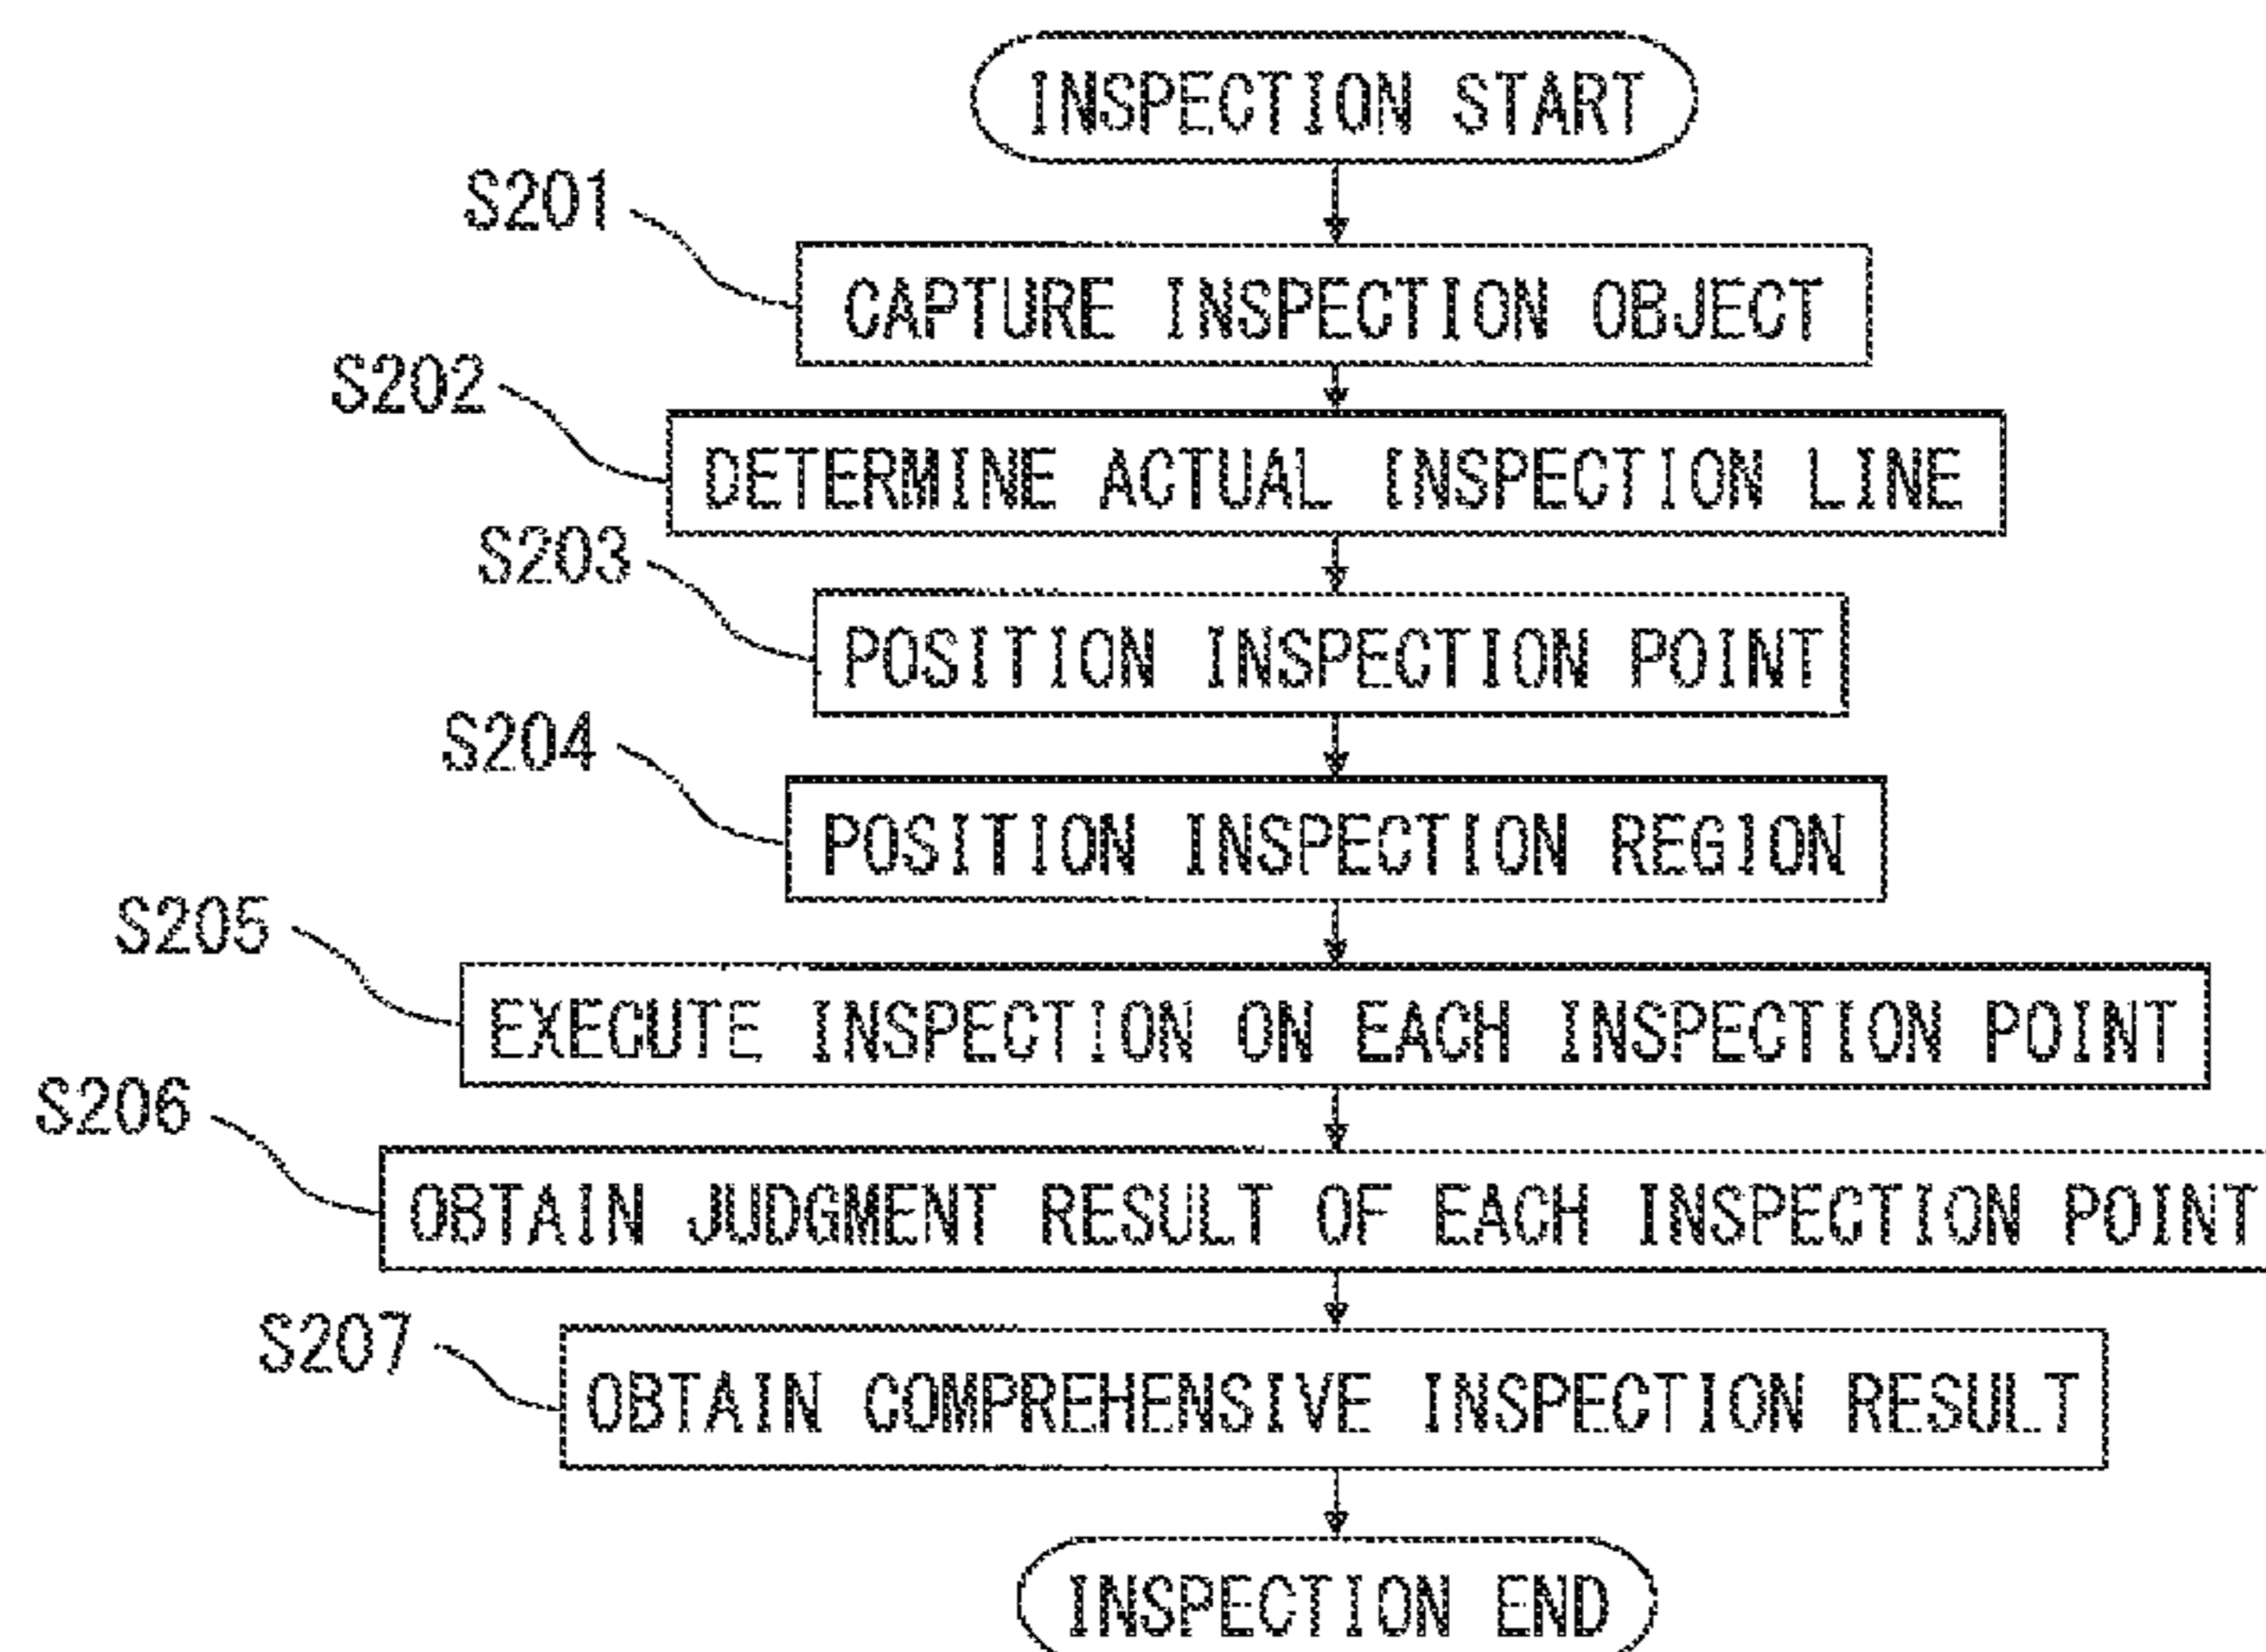 INSPECTION START
S201
CAPTURE INSPECTION OBJECT
S202
DETERMINE ACTUAL INSPECTION LINE
S203
POSITION INSPECTION POINT
S204
POSITION INSPECTION REGION
S205
EXECUTE INSPECTION ON EACH INSPECTION POINT
S206
OBTAIN JUDGMENT RESULT OF EACH INSPECTION POINT
S207
OBTAIN COMPREHENSIVE INSPECTION RESULT
INSPECTION END